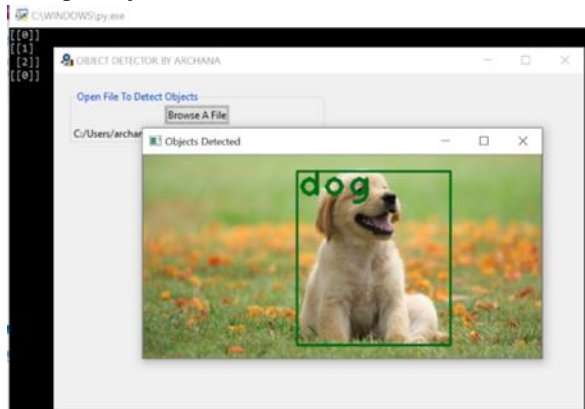 C:\WINDOWS\py.exe
[[0]]
[[1]
[2]]
[[0]]
OBJECT DETECTOR BY ARCHANA
Open File To Detect Objects
Browse A File
C:/Users/archan
Objects Detected
dog